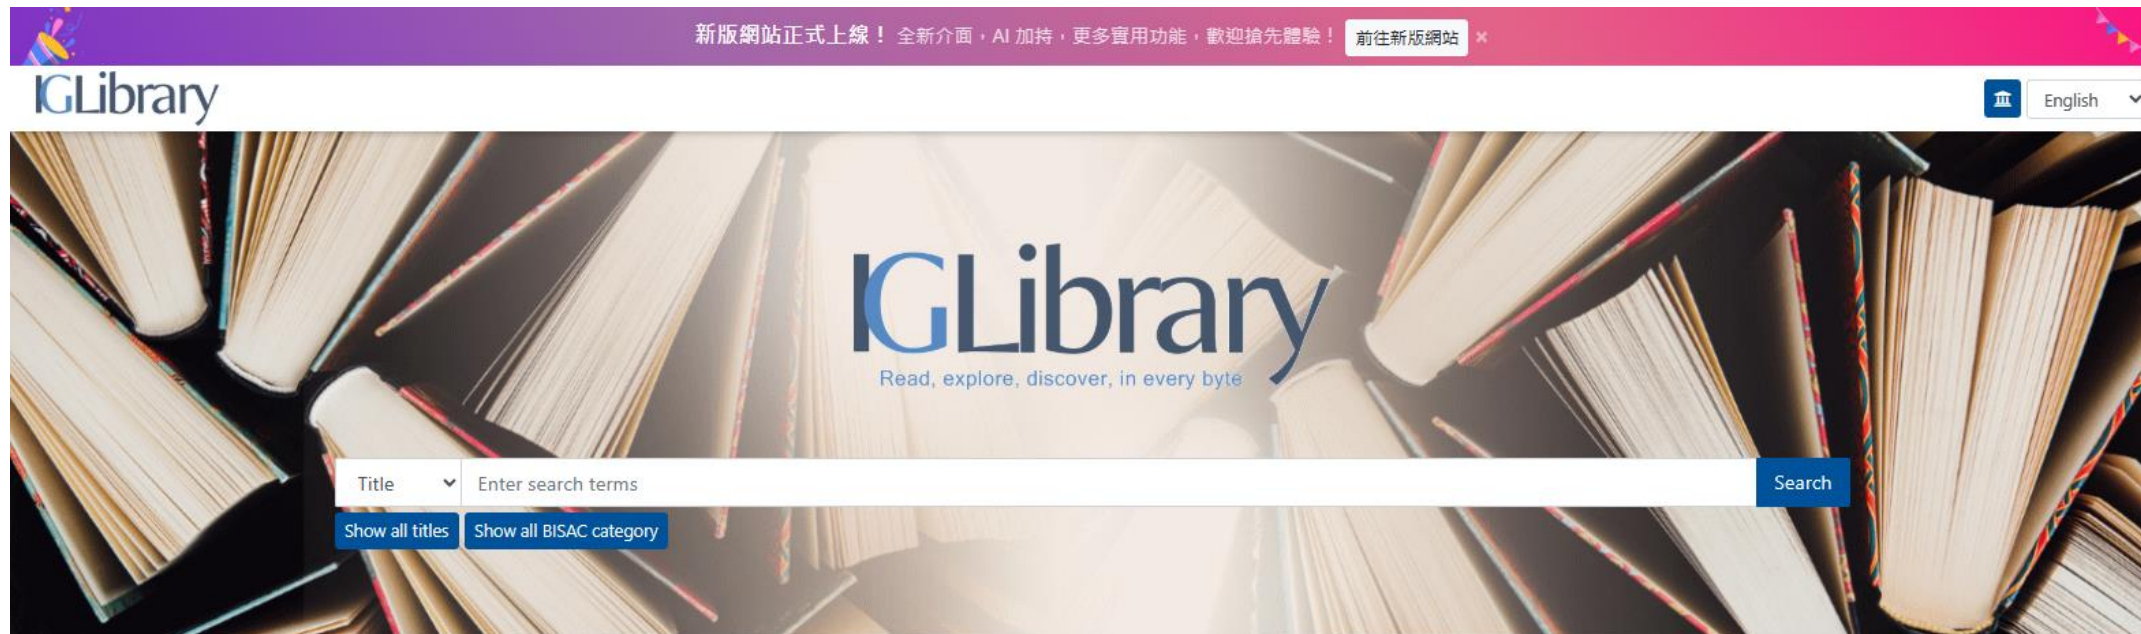 新版網站正式上線！ 全新介面，AI 加持，更多實用功能，歡迎搶先體驗！ 前往新版網站 ×
iGLibrary
English
iGLibrary
Read, explore, discover, in every byte
Title Enter search terms Search
Show all titles Show all BISAC category